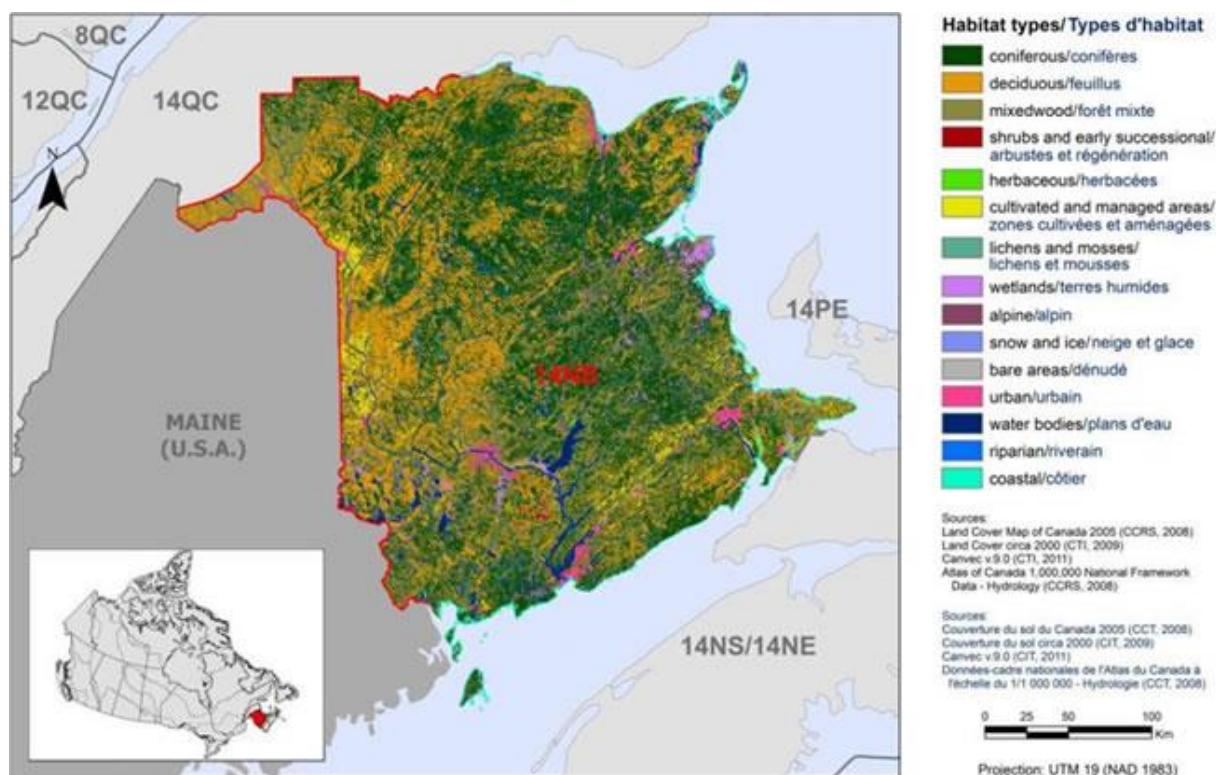 8QC
12QC
14QC
N
14PE
14NB
MAINE
(U.S.A.)
14NS/14NE
Habitat types/Types d'habitat
coniferous/conifères
deciduous/feuillus
mixedwood/forêt mixte
shrubs and early successional/
arbustes et régénération
herbaceous/herbacées
cultivated and managed areas/
zones cultivées et aménagées
lichens and mosses/
lichens et mousses
wetlands/terres humides
alpine/alpin
snow and ice/neige et glace
bare areas/dénudé
urban/urbain
water bodies/plans d'eau
riparian/riverain
coastal/côtier
Sources:
Land Cover Map of Canada 2005 (CCRS, 2008)
Land Cover circa 2000 (CTI, 2009)
Canvec v.9.0 (CTI, 2011)
Atlas of Canada 1,000,000 National Framework
Data - Hydrology (CCRS, 2008)
Sources:
Couverture du sol du Canada 2005 (CCT, 2008)
Couverture du sol circa 2000 (CIT, 2009)
Canvec v.9.0 (CIT, 2011)
Données-cadre nationales de l'Atlas du Canada à
l'échelle du 1/1 000 000 - Hydrologie (CCT, 2008)
0 25 50 100
Km
Projection: UTM 19 (NAD 1983)